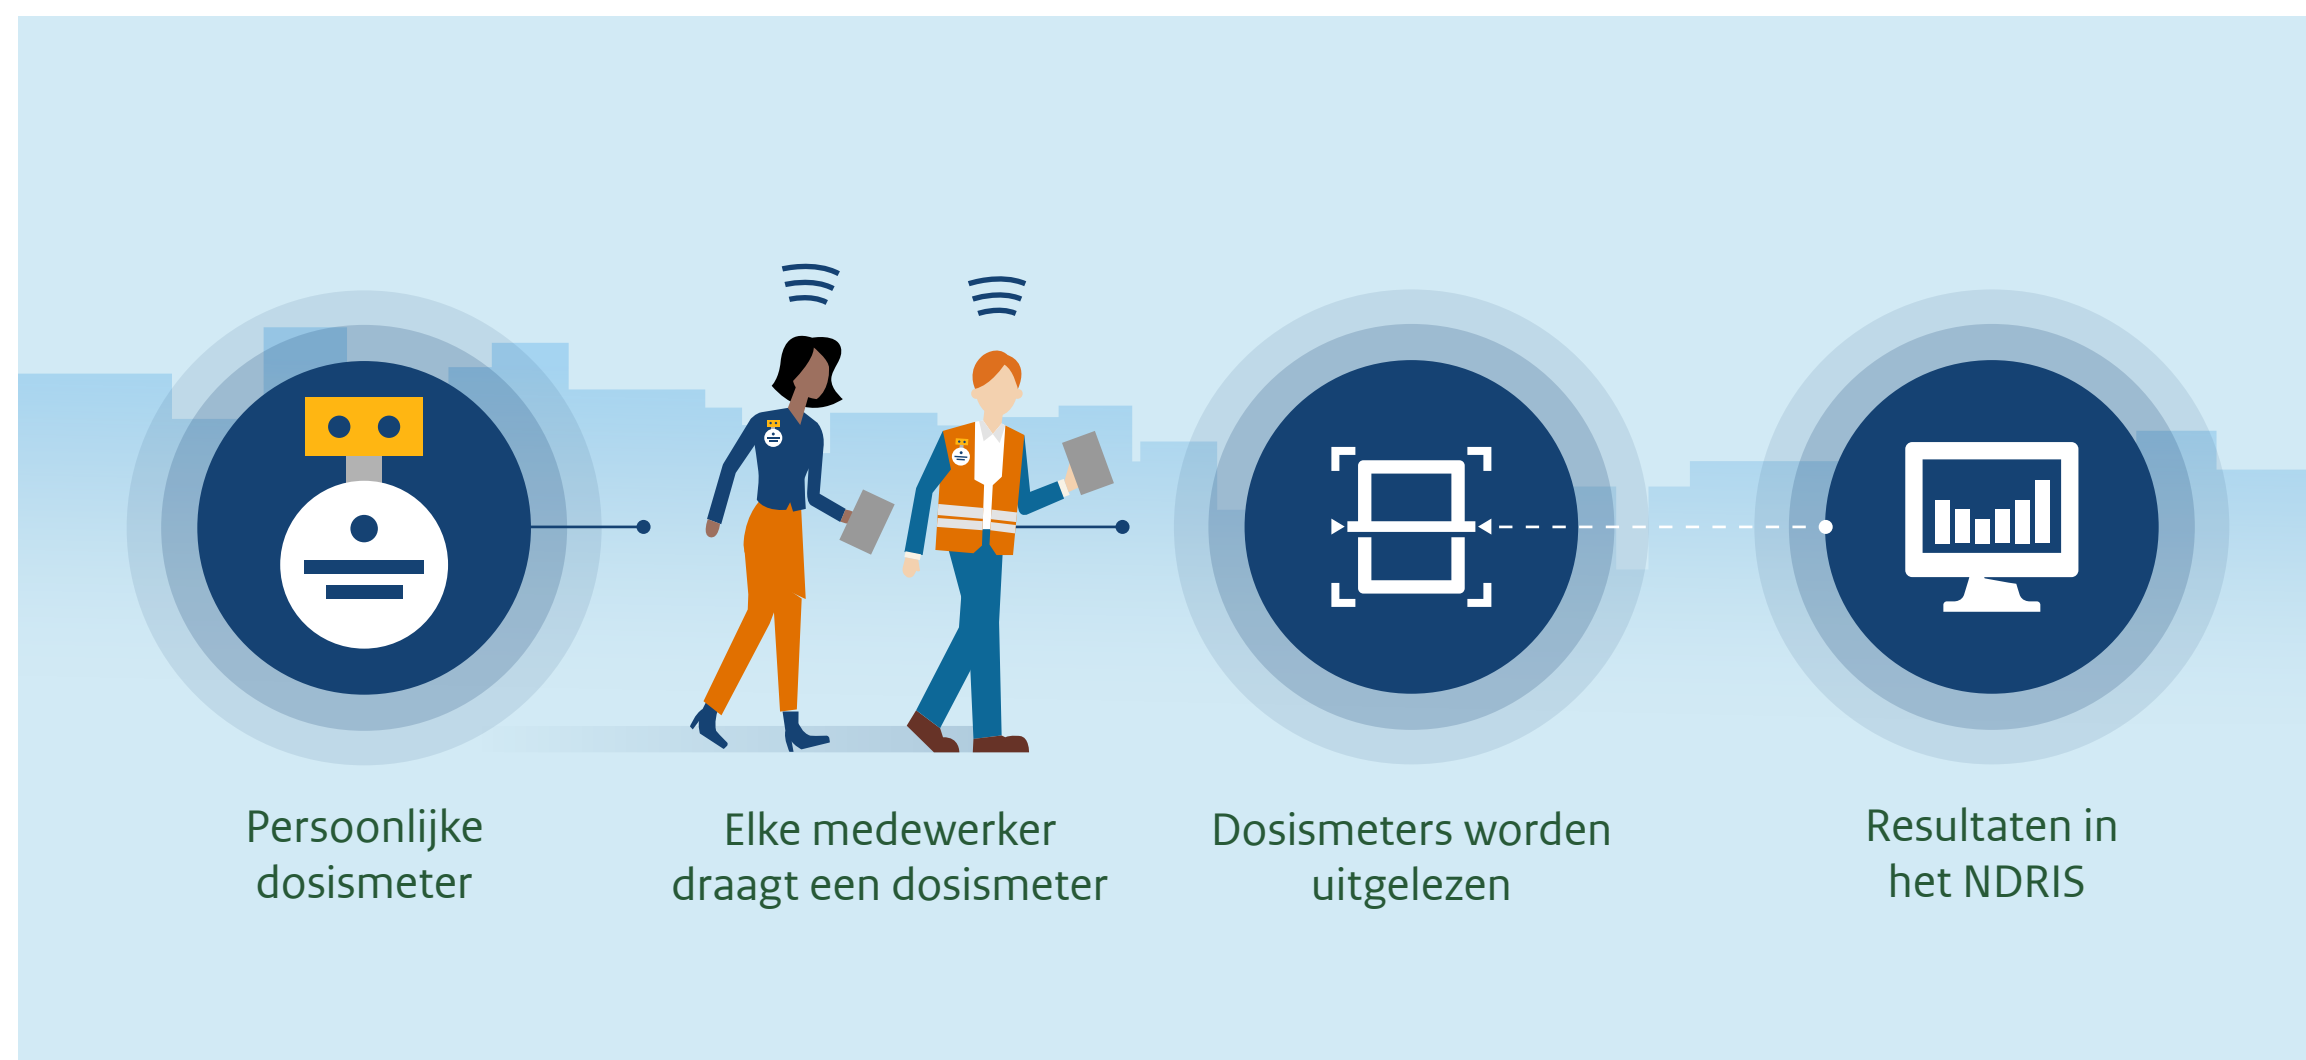 Persoonlijke
dosismeter
Elke medewerker
draagt een dosismeter
Dosismeters worden
uitgelezen
Resultaten in
het NDRIS